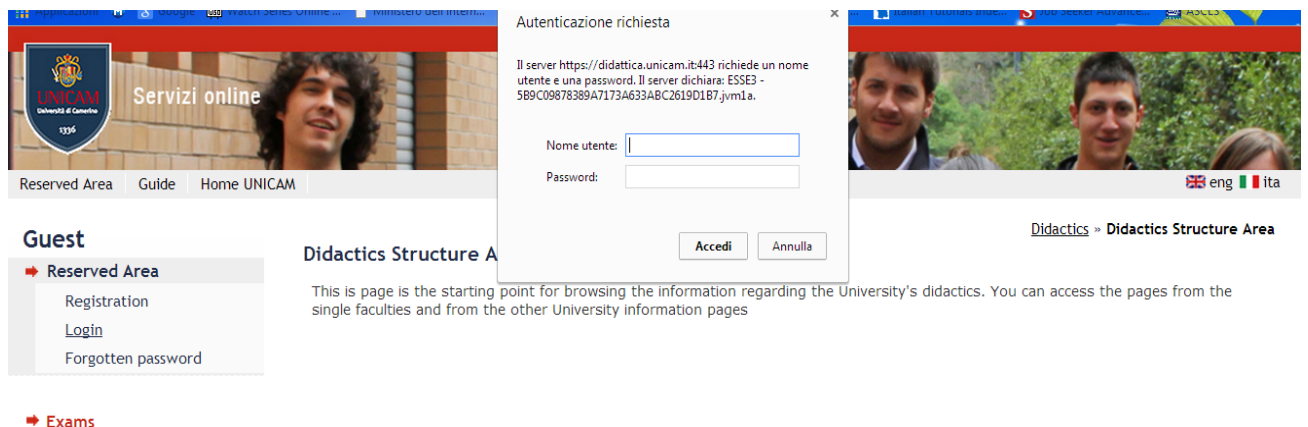 Applicazioni
Google
Watch Series Online ...
Ministero dell'Intern...
Italian Tutorials Inde...
Job Seeker Advance...
ASCLS
Autenticazione richiesta
x
Il server https://didattica.unicam.it:443 richiede un nome
utente e una password. Il server dichiara: ESSE3 -
5B9C09878389A7173A633ABC2619D1B7.jvm1a.
Nome utente:
Password:
Accedi
Annulla
UNICAM
Università di Camerino
1336
Servizi online
Reserved Area
Guide
Home UNICAM
eng
ita
Didactics » Didactics Structure Area
Guest
Reserved Area
Registration
Login
Forgotten password
Exams
Didactics Structure A
This is page is the starting point for browsing the information regarding the University's didactics. You can access the pages from the
single faculties and from the other University information pages